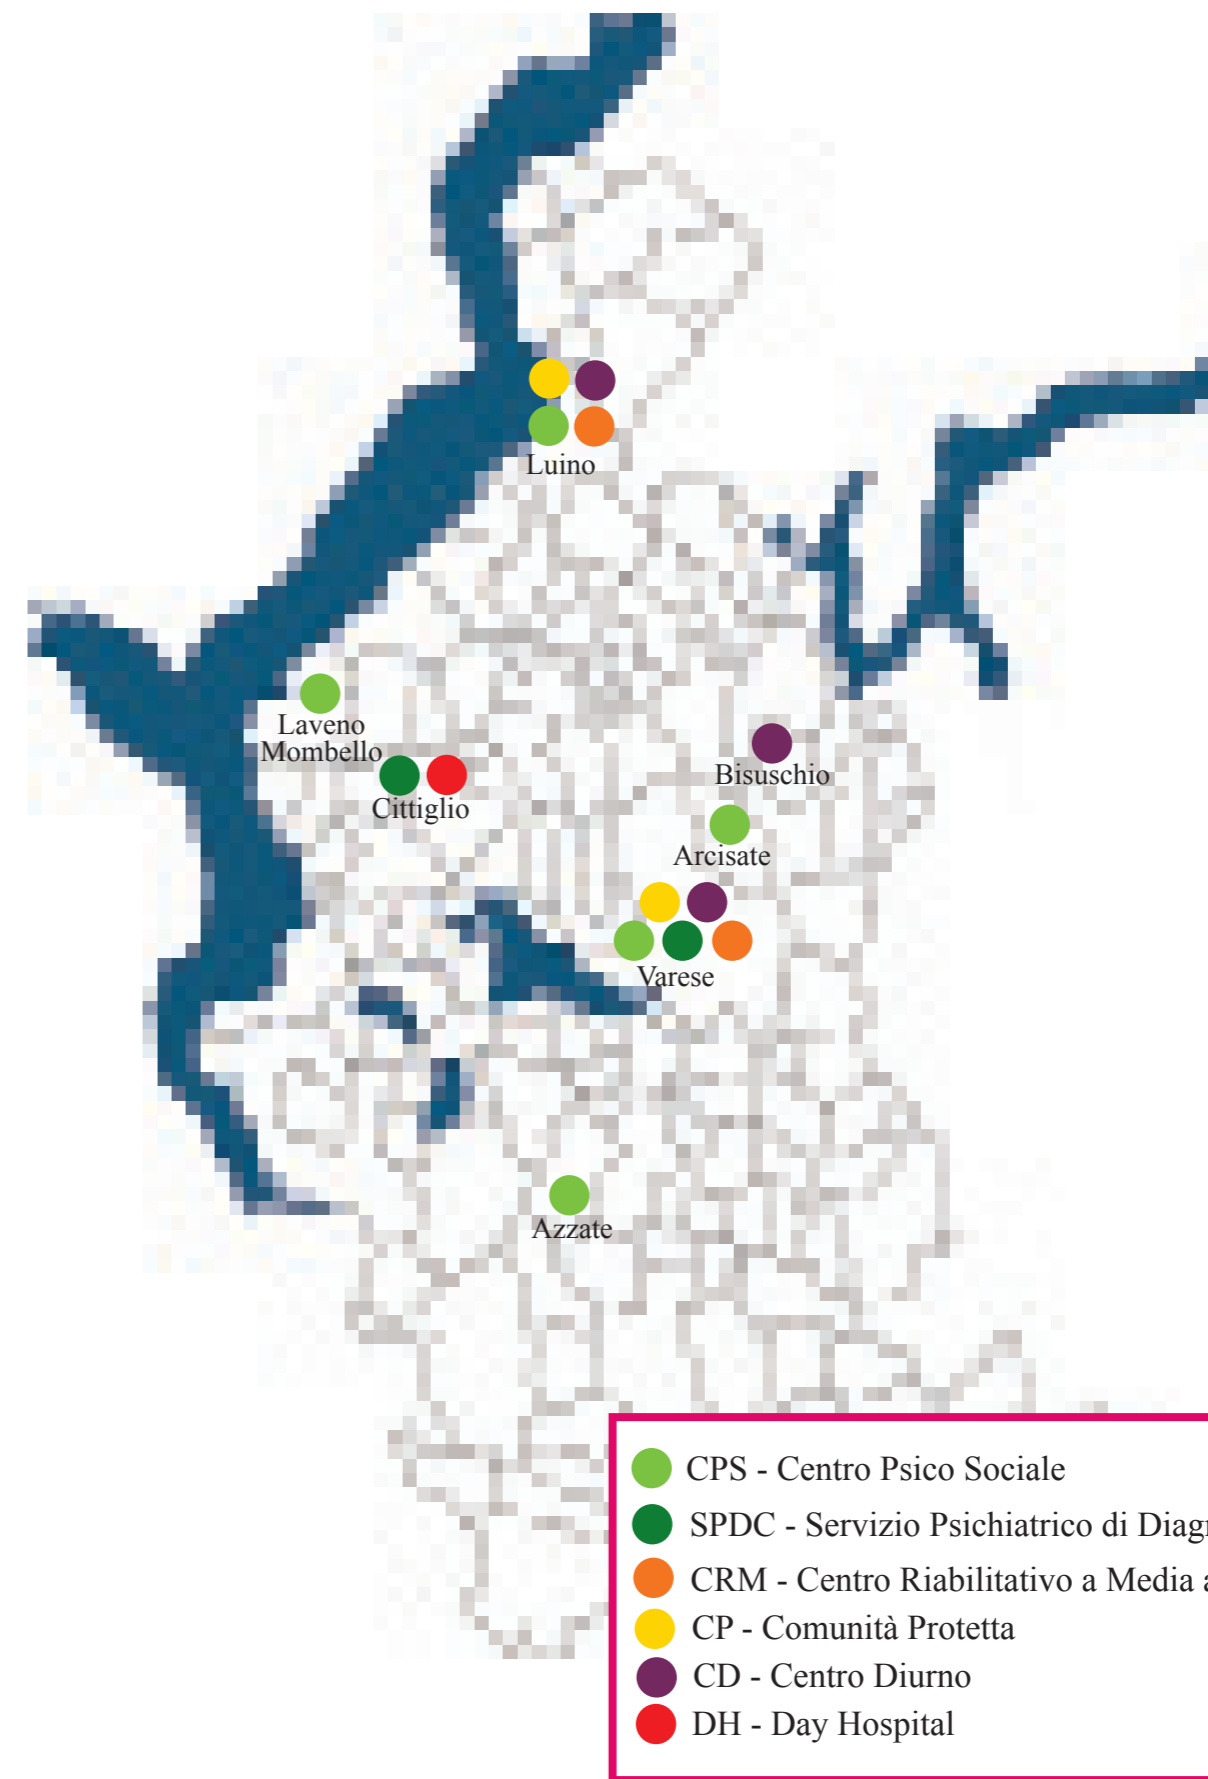 Luino
Laveno
Mombello
Cittiglio
Bisuschio
Arcisate
Varese
Azzate
CPS - Centro Psico Sociale
SPDC - Servizio Psichiatrico di
CRM - Centro Riabilitativo a Media
CP - Comunità Protetta
CD - Centro Diurno
DH - Day Hospital